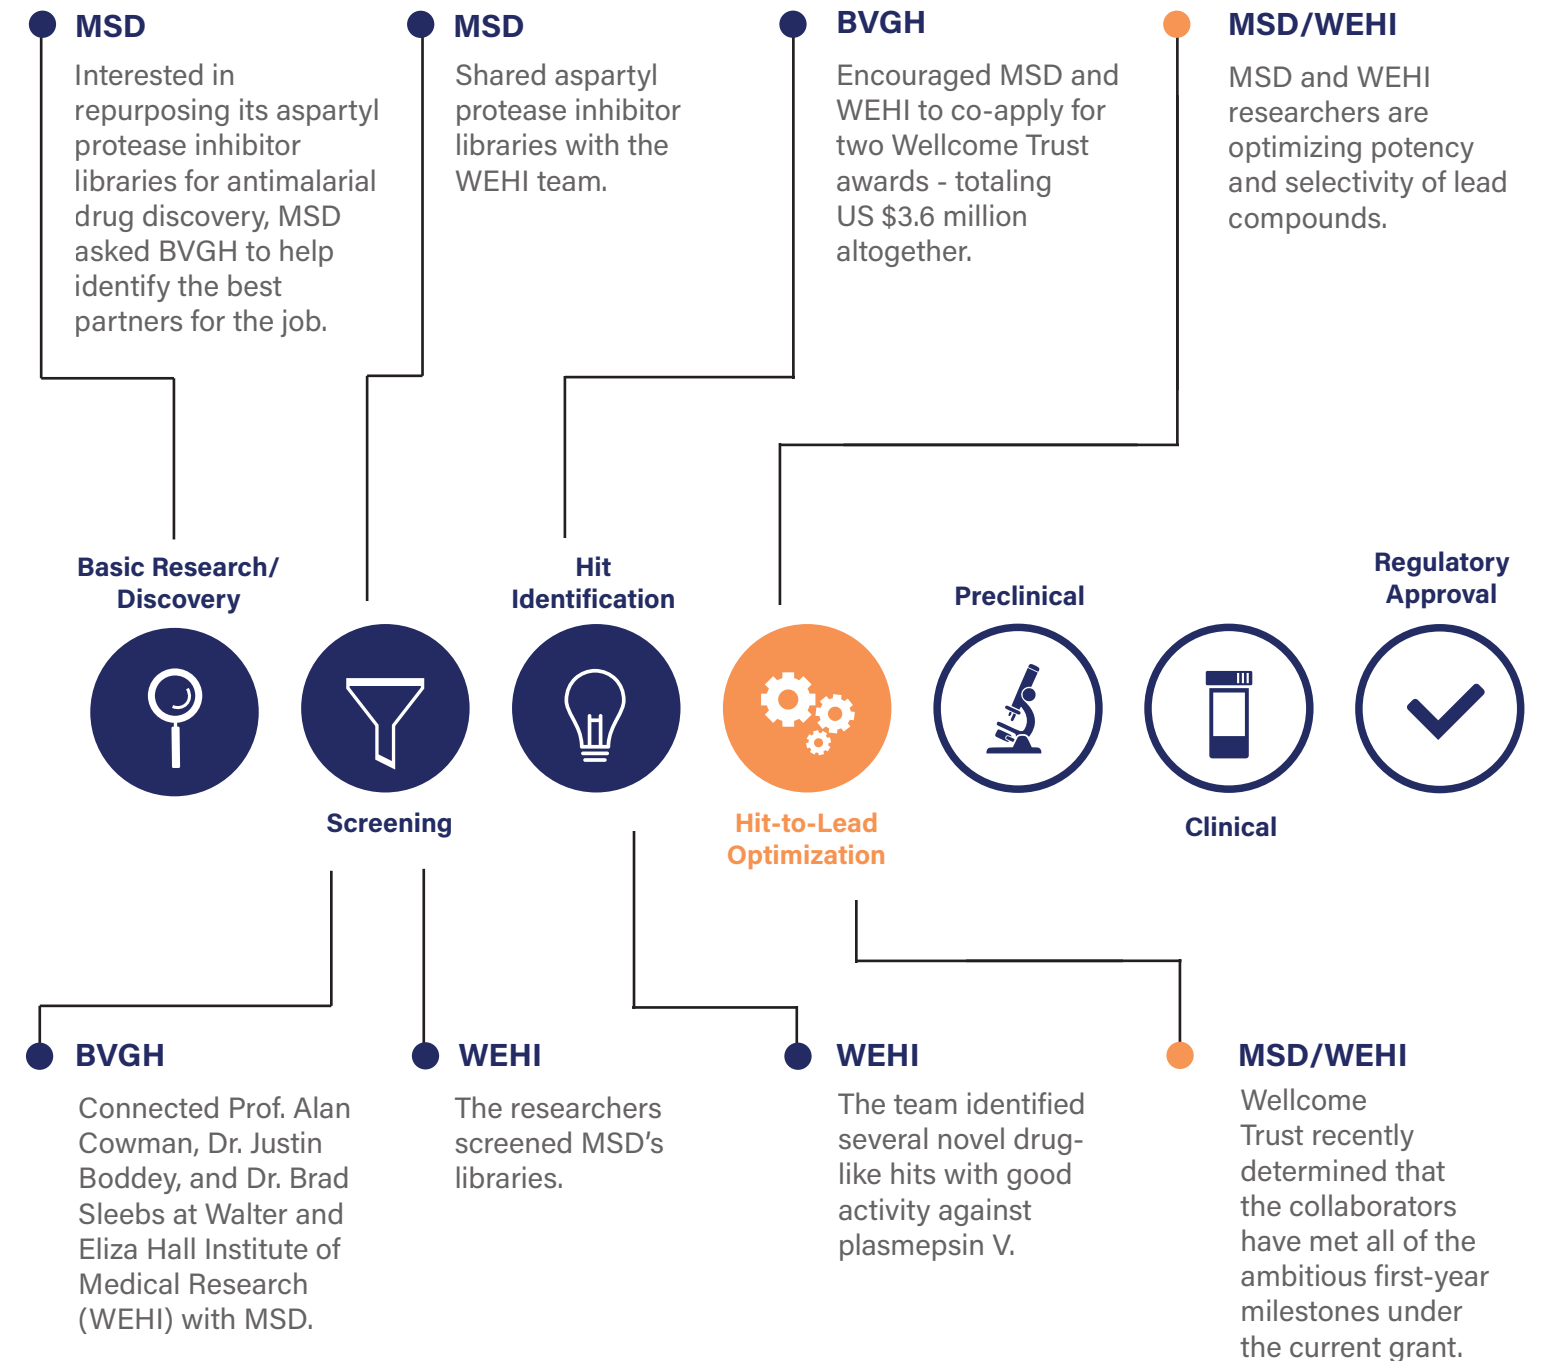 MSD
Interested in
repurposing its aspartyl
protease inhibitor
libraries for antimalarial
drug discovery, MSD
asked BVGH to help
identify the best
partners for the job.
MSD
Shared aspartyl
protease inhibitor
libraries with the
WEHI team.
BVGH
Encouraged MSD and
WEHI to co-apply for
two Wellcome Trust
awards - totaling
US $3.6 million
altogether.
MSD/WEHI
MSD and WEHI
researchers are
optimizing potency
and selectivity of lead
compounds.
Basic Research/
Discovery
Screening
Hit
Identification
Hit-to-Lead
Optimization
Preclinical
Clinical
Regulatory
Approval
BVGH
Connected Prof. Alan
Cowman, Dr. Justin
Boddey, and Dr. Brad
Sleebs at Walter and
Eliza Hall Institute of
Medical Research
(WEHI) with MSD.
WEHI
The researchers
screened MSD's
libraries.
WEHI
The team identified
several novel drug-
like hits with good
activity against
plasmepsin V.
MSD/WEHI
Wellcome
Trust recently
determined that
the collaborators
have met all of the
ambitious first-year
milestones under
the current grant.